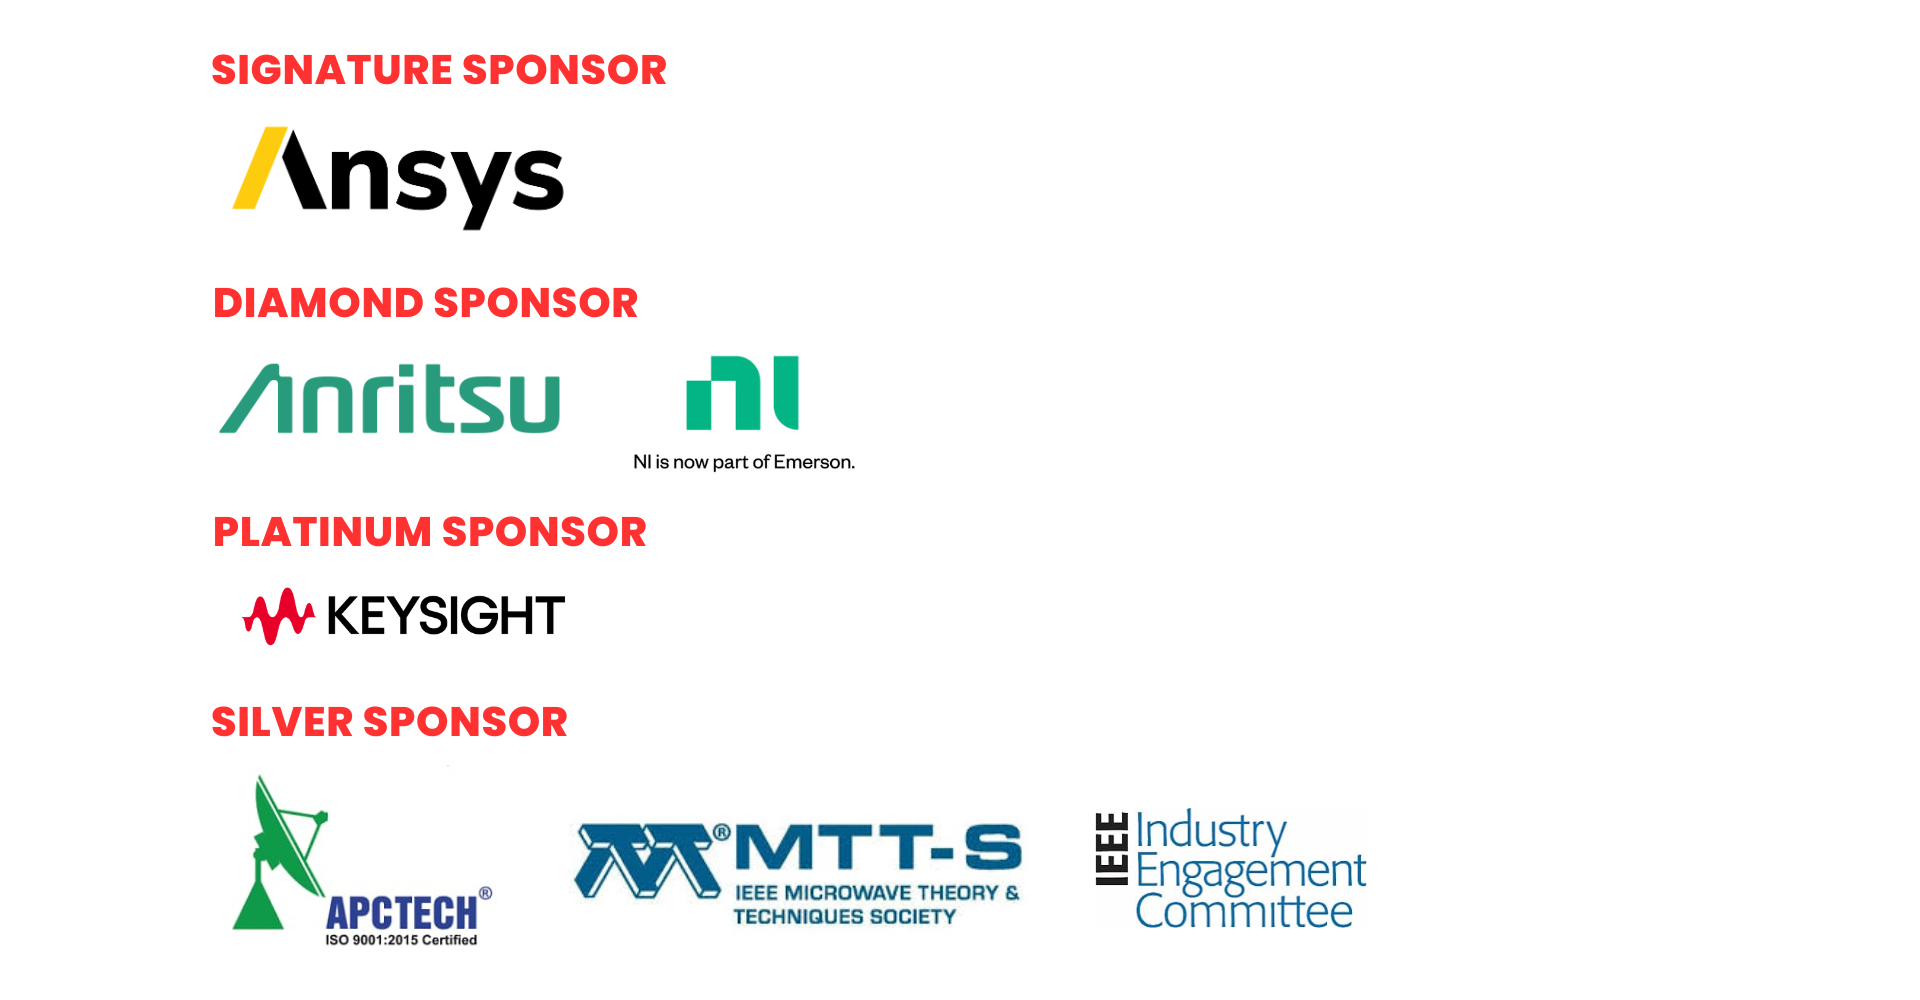 SIGNATURE SPONSOR
Ansys
DIAMOND SPONSOR
Anritsu
NI
NI is now part of Emerson.
PLATINUM SPONSOR
KEYSIGHT
SILVER SPONSOR
APCTECH®
ISO 9001:2015 Certified
® MTT-S
IEEE MICROWAVE THEORY &
TECHNIQUES SOCIETY
IEEE Industry
Engagement
Committee